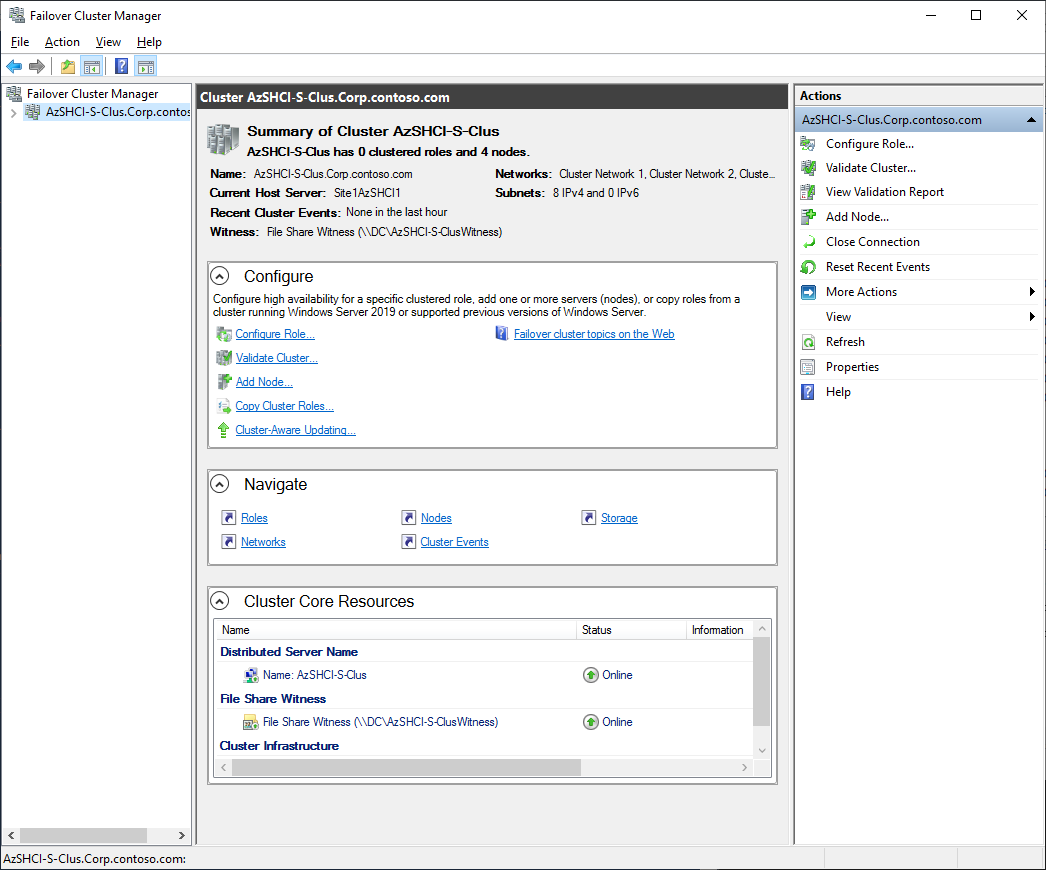 Failover Cluster Manager
File Action View Help
Failover Cluster Manager
AzSHCI-S-Clus.Corp.contos
Cluster AzSHCI-S-Clus.Corp.contoso.com
Summary of Cluster AzSHCI-S-Clus
AzSHCI-S-Clus has 0 clustered roles and 4 nodes.
Name: AzSHCI-S-Clus.Corp.contoso.com
Networks: Cluster Network 1, Cluster Network 2, Cluste...
Current Host Server: Site1AzSHCI1
Subnets: 8 IPv4 and 0 IPv6
Recent Cluster Events: None in the last hour
Witness: File Share Witness (\\DC\AzSHCI-S-ClusWitness)
Configure
Configure high availability for a specific clustered role, add one or more servers (nodes), or copy roles from a
cluster running Windows Server 2019 or supported previous versions of Windows Server.
Configure Role...
Failover cluster topics on the Web
Validate Cluster...
Add Node...
Copy Cluster Roles...
Cluster-Aware Updating...
Navigate
Roles Nodes Storage
Networks Cluster Events
Cluster Core Resources
Name Status Information
Distributed Server Name
Name: AzSHCI-S-Clus Online
File Share Witness
File Share Witness (\\DC\AzSHCI-S-ClusWitness) Online
Cluster Infrastructure
Actions
AzSHCI-S-Clus.Corp.contoso.com
Configure Role...
Validate Cluster...
View Validation Report
Add Node...
Close Connection
Reset Recent Events
More Actions
View
Refresh
Properties
Help
AzSHCI-S-Clus.Corp.contoso.com: